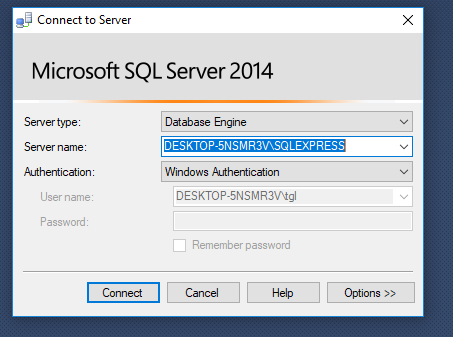 Connect to Server
Microsoft SQL Server 2014
Server type: Database Engine
Server name: DESKTOP-5NSMR3V\SQLEXPRESS
Authentication: Windows Authentication
User name: DESKTOP-5NSMR3V\tgl
Password:
Remember password
Connect Cancel Help Options >>